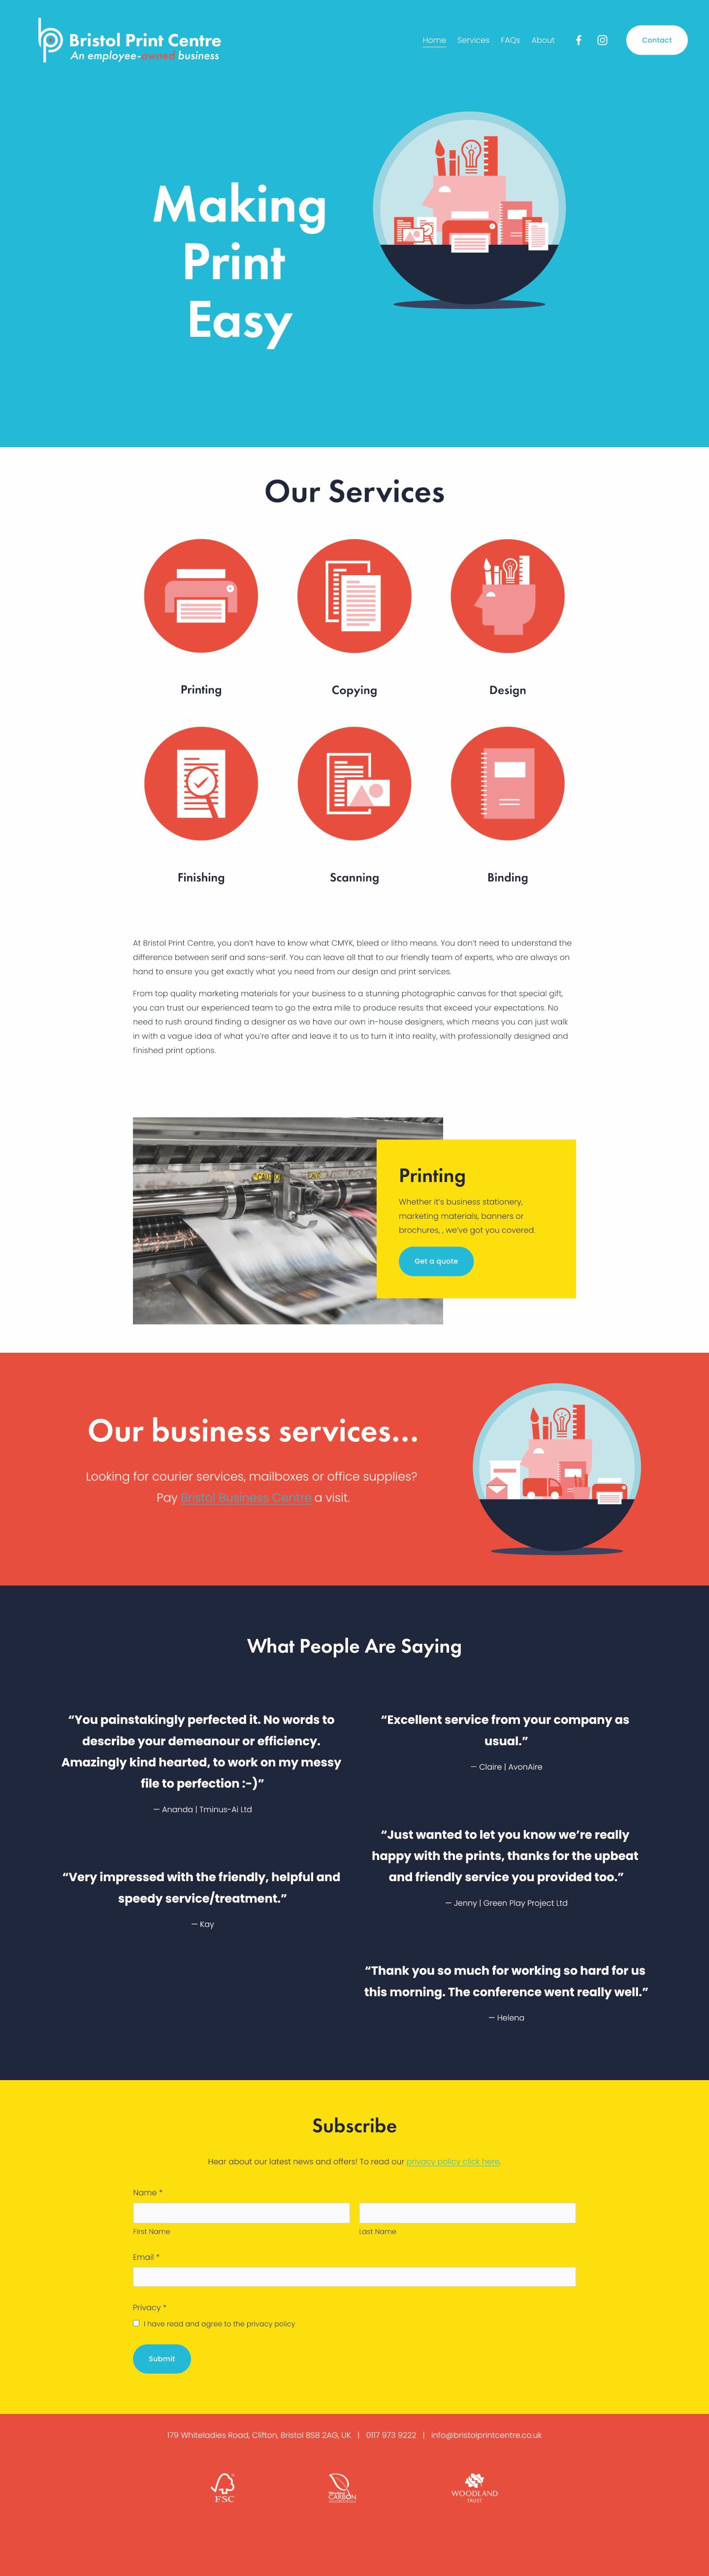 Bristol Print Centre
An employee-owned business
Home Services FAQs About Contact
Making
Print
Easy
Our Services
Printing
Copying
Design
Finishing
Scanning
Binding
At Bristol Print Centre, you don't have to know what CMYK, bleed or litho means. You don't need to understand the
difference between serif and sans-serif. You can leave all that to our friendly team of experts, who are always on
hand to ensure you get exactly what you need from our design and print services.
From top quality marketing materials for your business to a stunning photographic canvas for that special gift,
you can trust our experienced team to go the extra mile to produce results that exceed your expectations. No
need to rush around finding a designer as we have our own in-house designers, which means you can just walk
in with a vague idea of what you're after and leave it to us to turn it into reality, with professionally designed and
finished print options.
Printing
Whether it's business stationery,
marketing materials, banners or
brochures, , we've got you covered.
Get a quote
Our business services...
Looking for courier services, mailboxes or office supplies?
Pay Bristol Business Centre a visit.
What People Are Saying
“You painstakingly perfected it. No words to
describe your demeanour or efficiency.
Amazingly kind hearted, to work on my messy
file to perfection :-)”
— Ananda | Tminus-Ai Ltd
“Very impressed with the friendly, helpful and
speedy service/treatment.”
— Kay
“Excellent service from your company as
usual.”
— Claire | AvonAire
“Just wanted to let you know we’re really
happy with the prints, thanks for the upbeat
and friendly service you provided too.”
— Jenny | Green Play Project Ltd
“Thank you so much for working so hard for us
this morning. The conference went really well.”
— Helena
Subscribe
Hear about our latest news and offers! To read our privacy policy click here.
Name *
First Name
Last Name
Email *
Privacy *
I have read and agree to the privacy policy
Submit
179 Whiteladies Road, Clifton, Bristol BS8 2AG, UK | 0117 973 9222 | info@bristolprintcentre.co.uk
FSC
CARBON
WOODLAND
TRUST